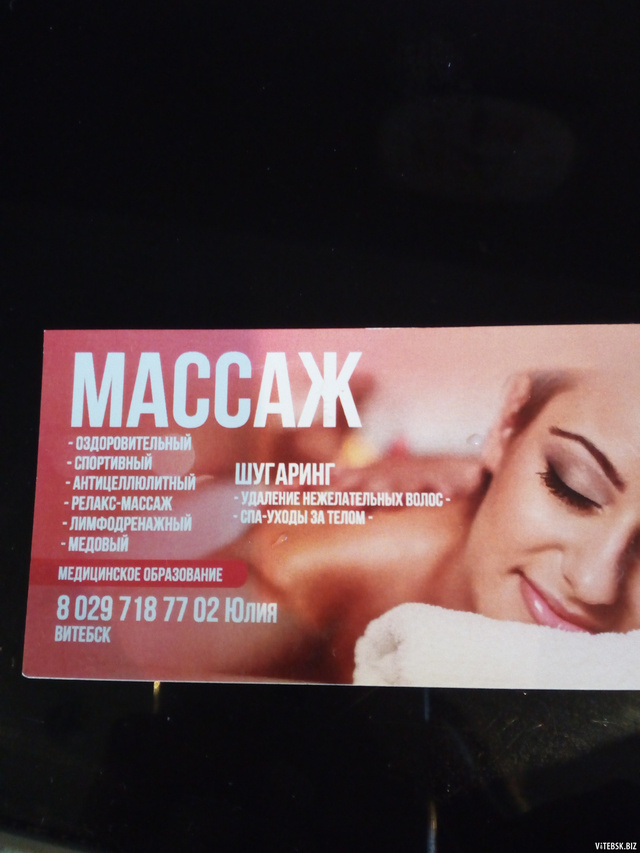 МАССАЖ
- ОЗДОРОВИТЕЛЬНЫЙ
- СПОРТИВНЫЙ
- АНТИЦЕЛЛЮЛИТНЫЙ
- РЕЛАКС-МАССАЖ
- ЛИМФОДРЕНАЖНЫЙ
- МЕДОВЫЙ
ШУГАРИНГ
- УДАЛЕНИЕ НЕЖЕЛАТЕЛЬНЫХ ВОЛОС -
- СПА-УХОДЫ ЗА ТЕЛОМ -
МЕДИЦИНСКОЕ ОБРАЗОВАНИЕ
8 029 718 77 02 Юлия
ВИТЕБСК
ViTEBSK.BIZ